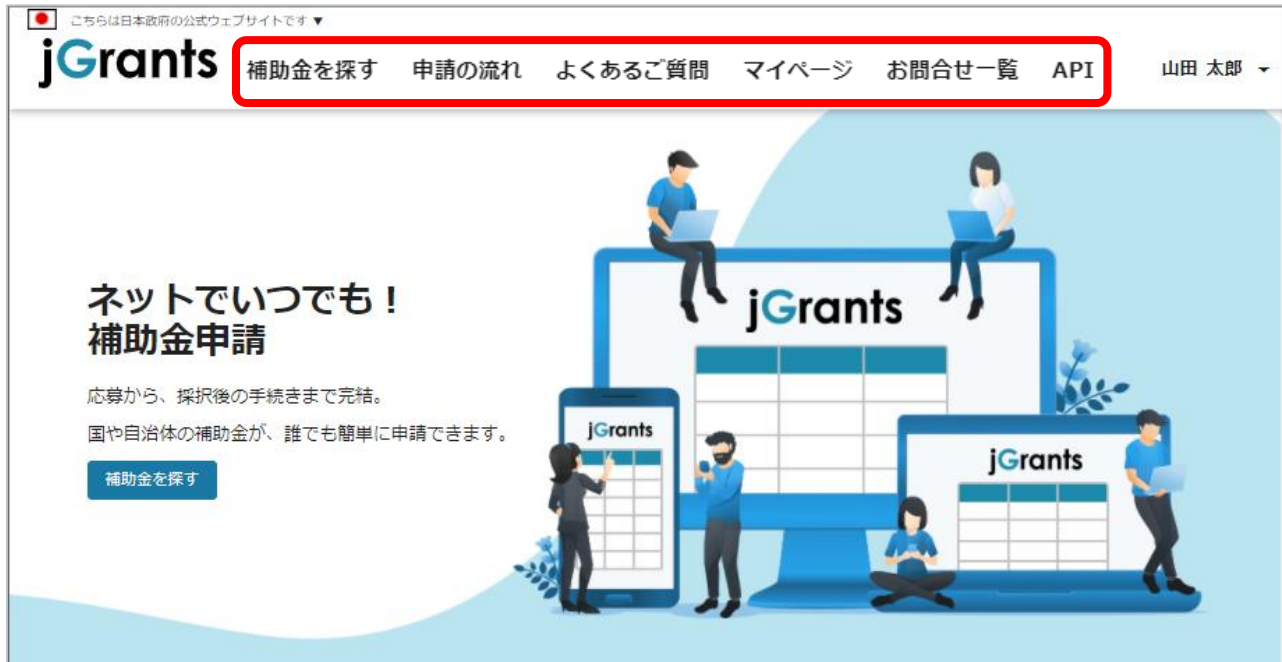 こちらは日本政府の公式ウェブサイトです ▼
jGrants 補助金を探す 申請の流れ よくあるご質問 マイページ お問合せ一覧 API 山田 太郎
ネットでいつでも！
補助金申請
応募から、採択後の手続きまで完結。
国や自治体の補助金が、誰でも簡単に申請できます。
補助金を探す
jGrants
jGrants
jGrants